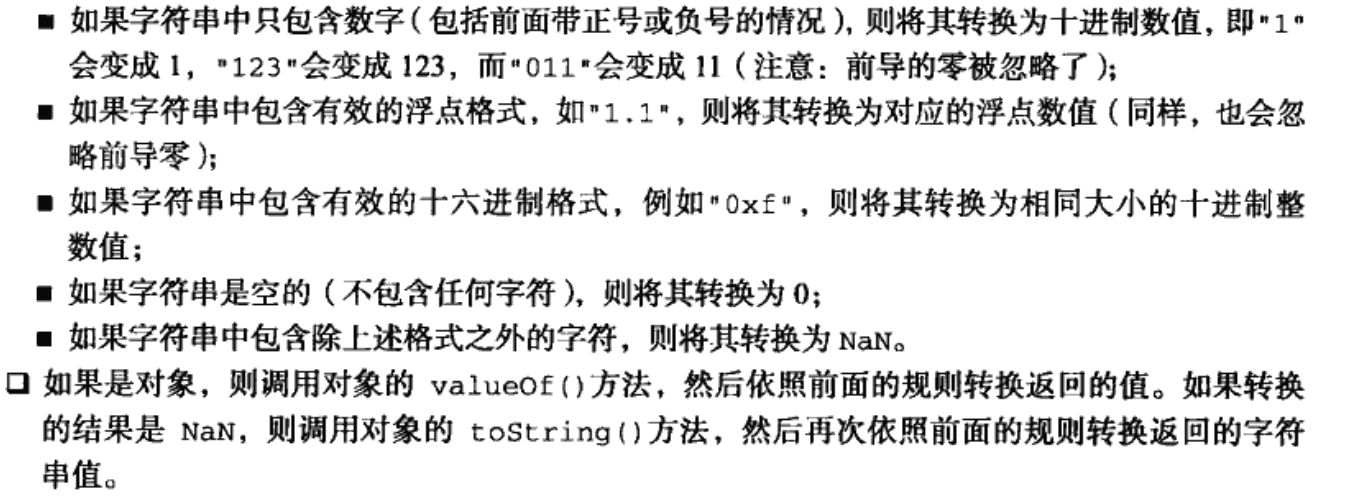 ■ 如果字符串中只包含数字（包括前面带正号或负号的情况），则将其转换为十进制数值，即"1"
会变成 1，"123"会变成 123，而"011"会变成 11（注意：前导的零被忽略了）；
■ 如果字符串中包含有效的浮点格式，如"1.1"，则将其转换为对应的浮点数值（同样，也会忽
略前导零）；
■ 如果字符串中包含有效的十六进制格式，例如"0xf"，则将其转换为相同大小的十进制整
数值；
■ 如果字符串是空的（不包含任何字符），则将其转换为 0；
■ 如果字符串中包含除上述格式之外的字符，则将其转换为 NaN。
❑ 如果是对象，则调用对象的 valueOf()方法，然后依照前面的规则转换返回的值。如果转换
的结果是 NaN，则调用对象的 toString()方法，然后再次依照前面的规则转换返回的字符
串值。